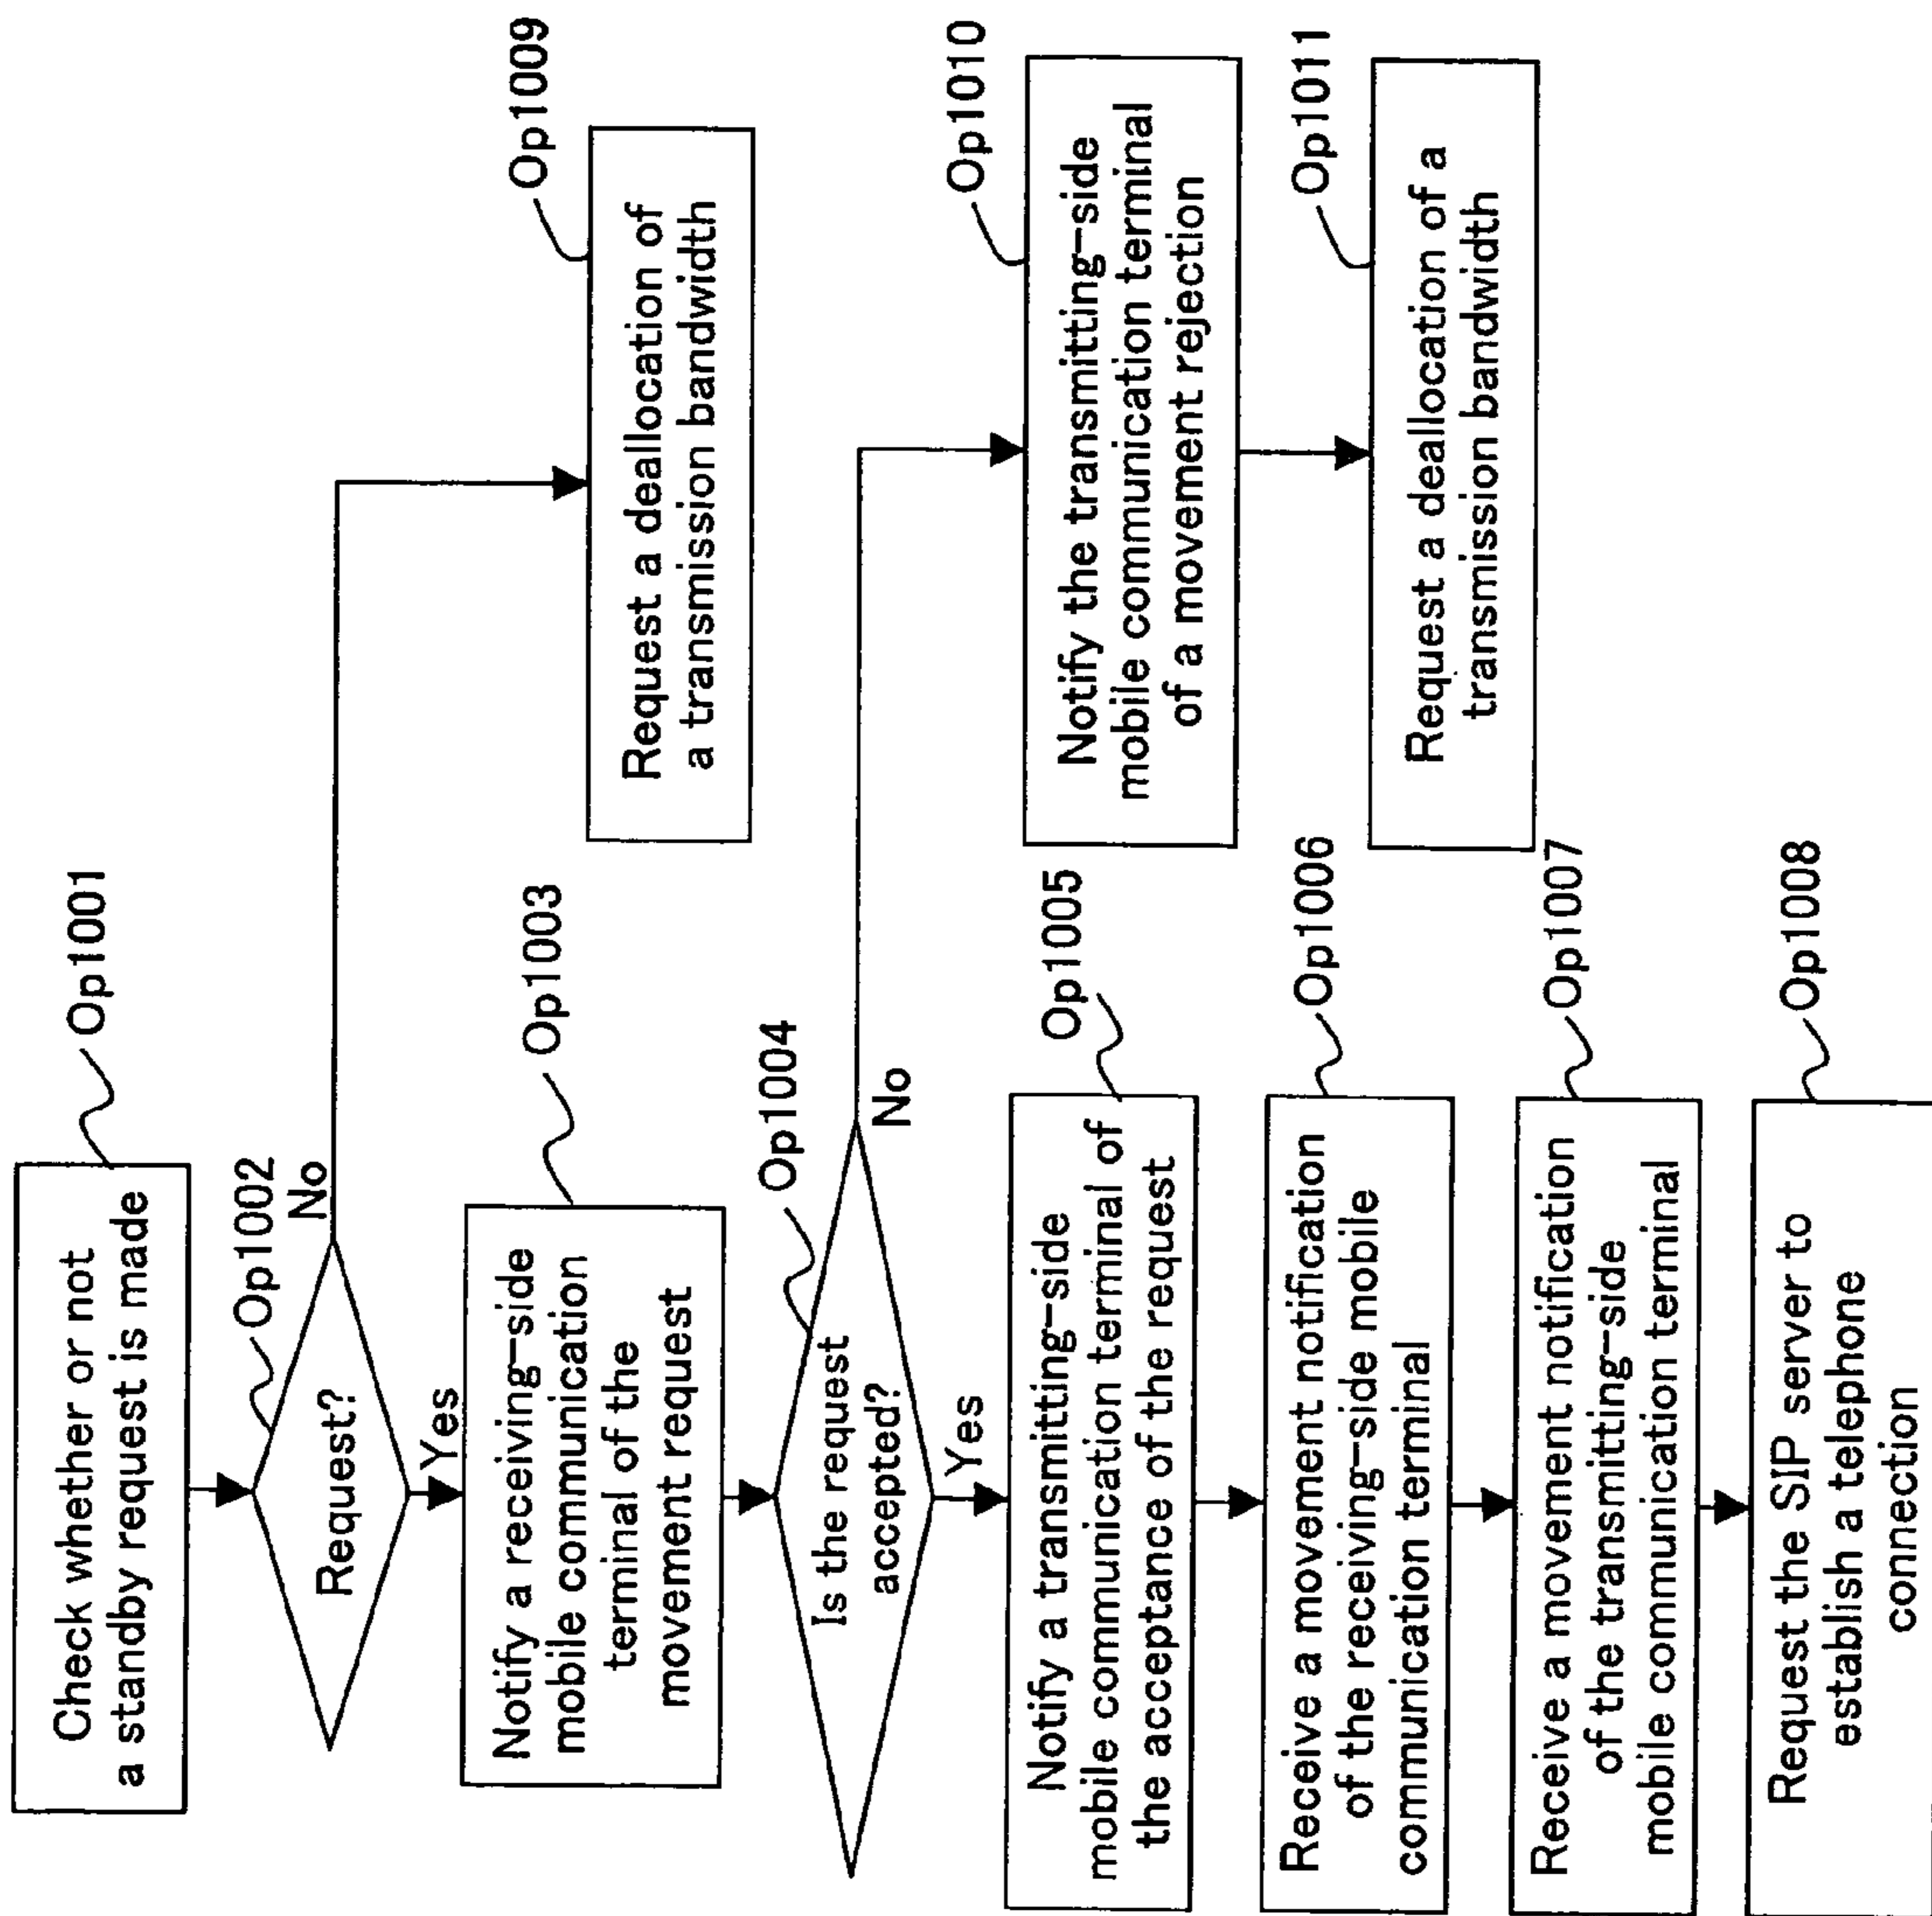 Check whether or not
a standby request is made
Op1001
Op1002
Request?
No
Yes
Notify a receiving-side
mobile communication
terminal of the
movement request
Op1003
Request a deallocation of
a transmission bandwidth
Op1009
Op1004
Is the request
accepted?
No
Yes
Notify a transmitting-side
mobile communication terminal of
the acceptance of the request
Op1005
Notify the transmitting-side
mobile communication terminal
of a movement rejection
Op1010
Receive a movement notification
of the receiving-side mobile
communication terminal
Op1006
Request a deallocation of a
transmission bandwidth
Op1011
Receive a movement notification
of the transmitting-side
mobile communication terminal
Op1007
Request the SIP server to
establish a telephone
connection
Op1008